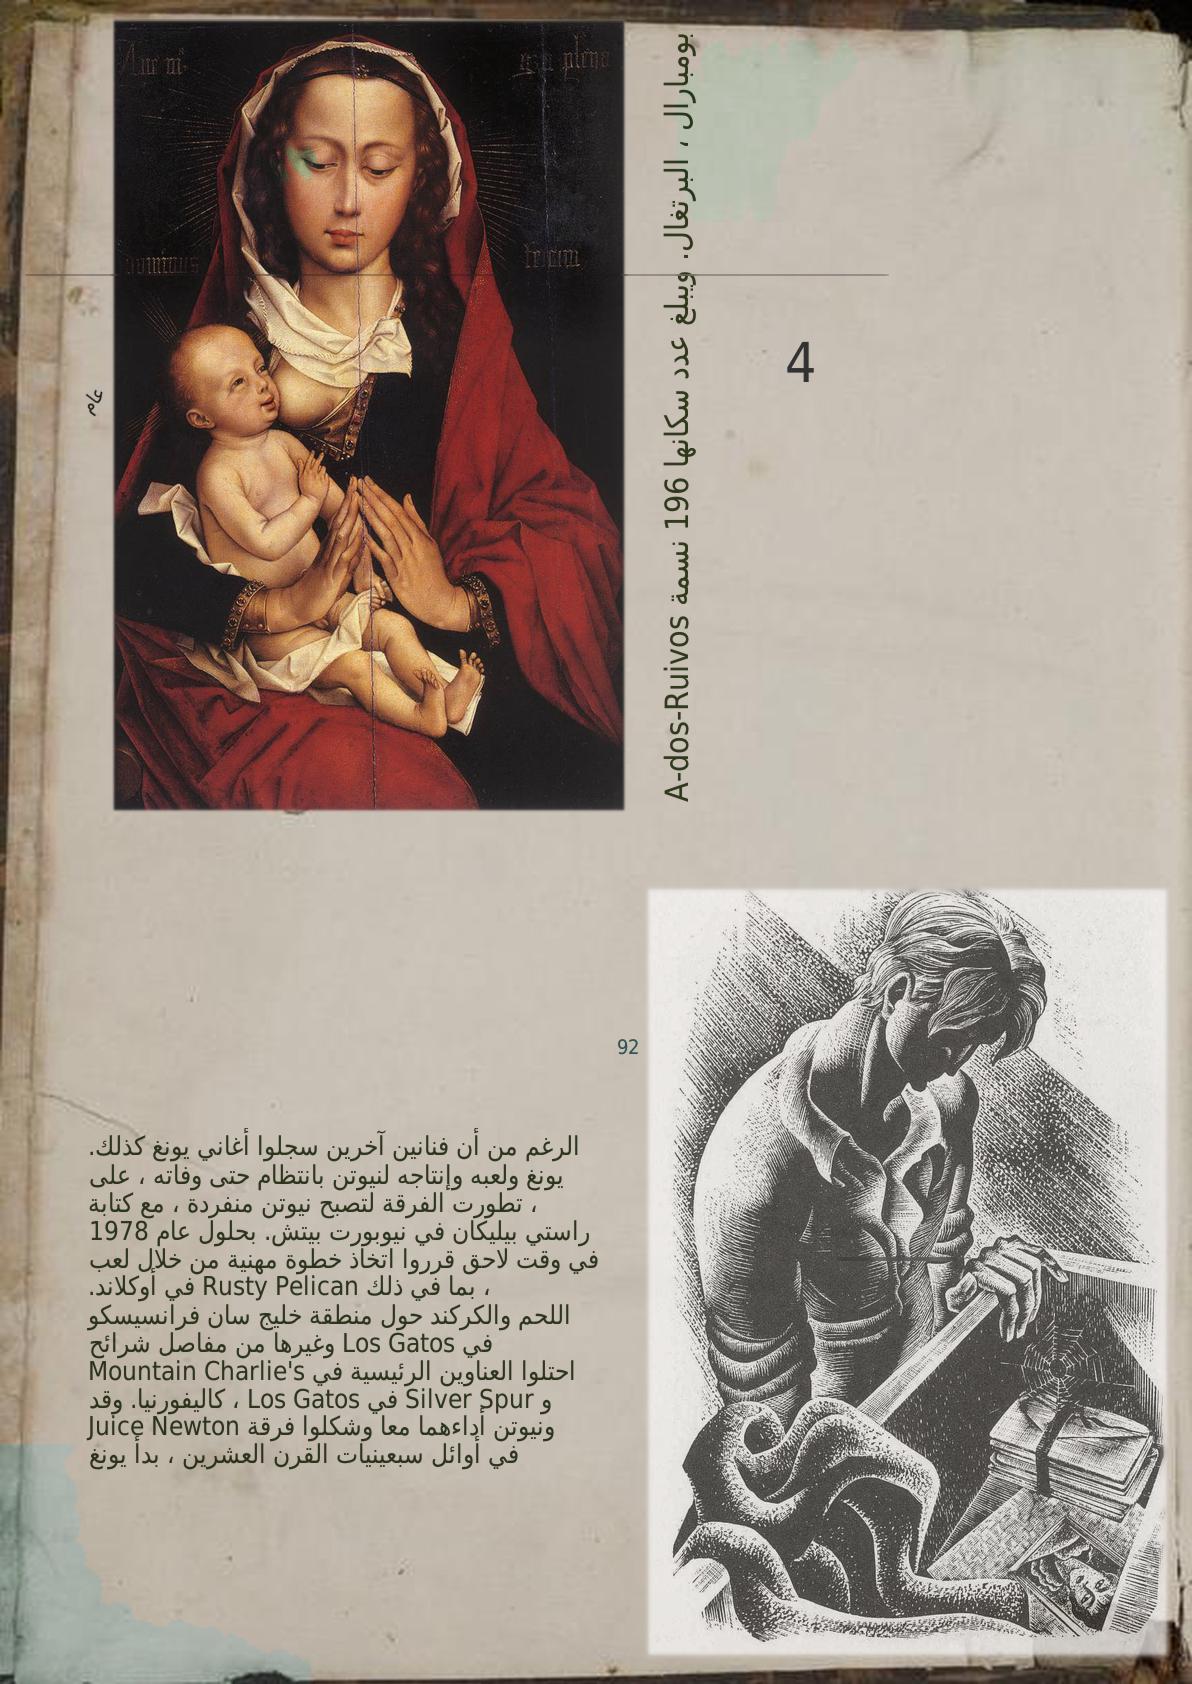 Aue m
gra plena
dominus
tecum
A-dos-Ruivos بومبارال ، البرتغال. ويبلغ عدد سكانها 196 نسمة
4
عام
92
الرغم من أن فنانين آخرين سجلوا أغاني يونغ كذلك.
يونغ ولعبه وإنتاجه لنيوتن بانتظام حتى وفاته ، على
، تطورت الفرقة لتصبح نيوتن منفردة ، مع كتابة
راستي بيليكان في نيوبورت بيتش. بحلول عام 1978
في وقت لاحق قرروا اتخاذ خطوة مهنية من خلال لعب
، بما في ذلك Rusty Pelican في أوكلاند.
اللحم والكركند حول منطقة خليج سان فرانسيسكو
في Los Gatos وغيرها من مفاصل شرائح
احتلوا العناوين الرئيسية في Mountain Charlie's
و Silver Spur في Los Gatos ، كاليفورنيا. وقد
ونيوتن أداءهما معا وشكلوا فرقة Juice Newton
في أوائل سبعينيات القرن العشرين ، بدأ يونغ